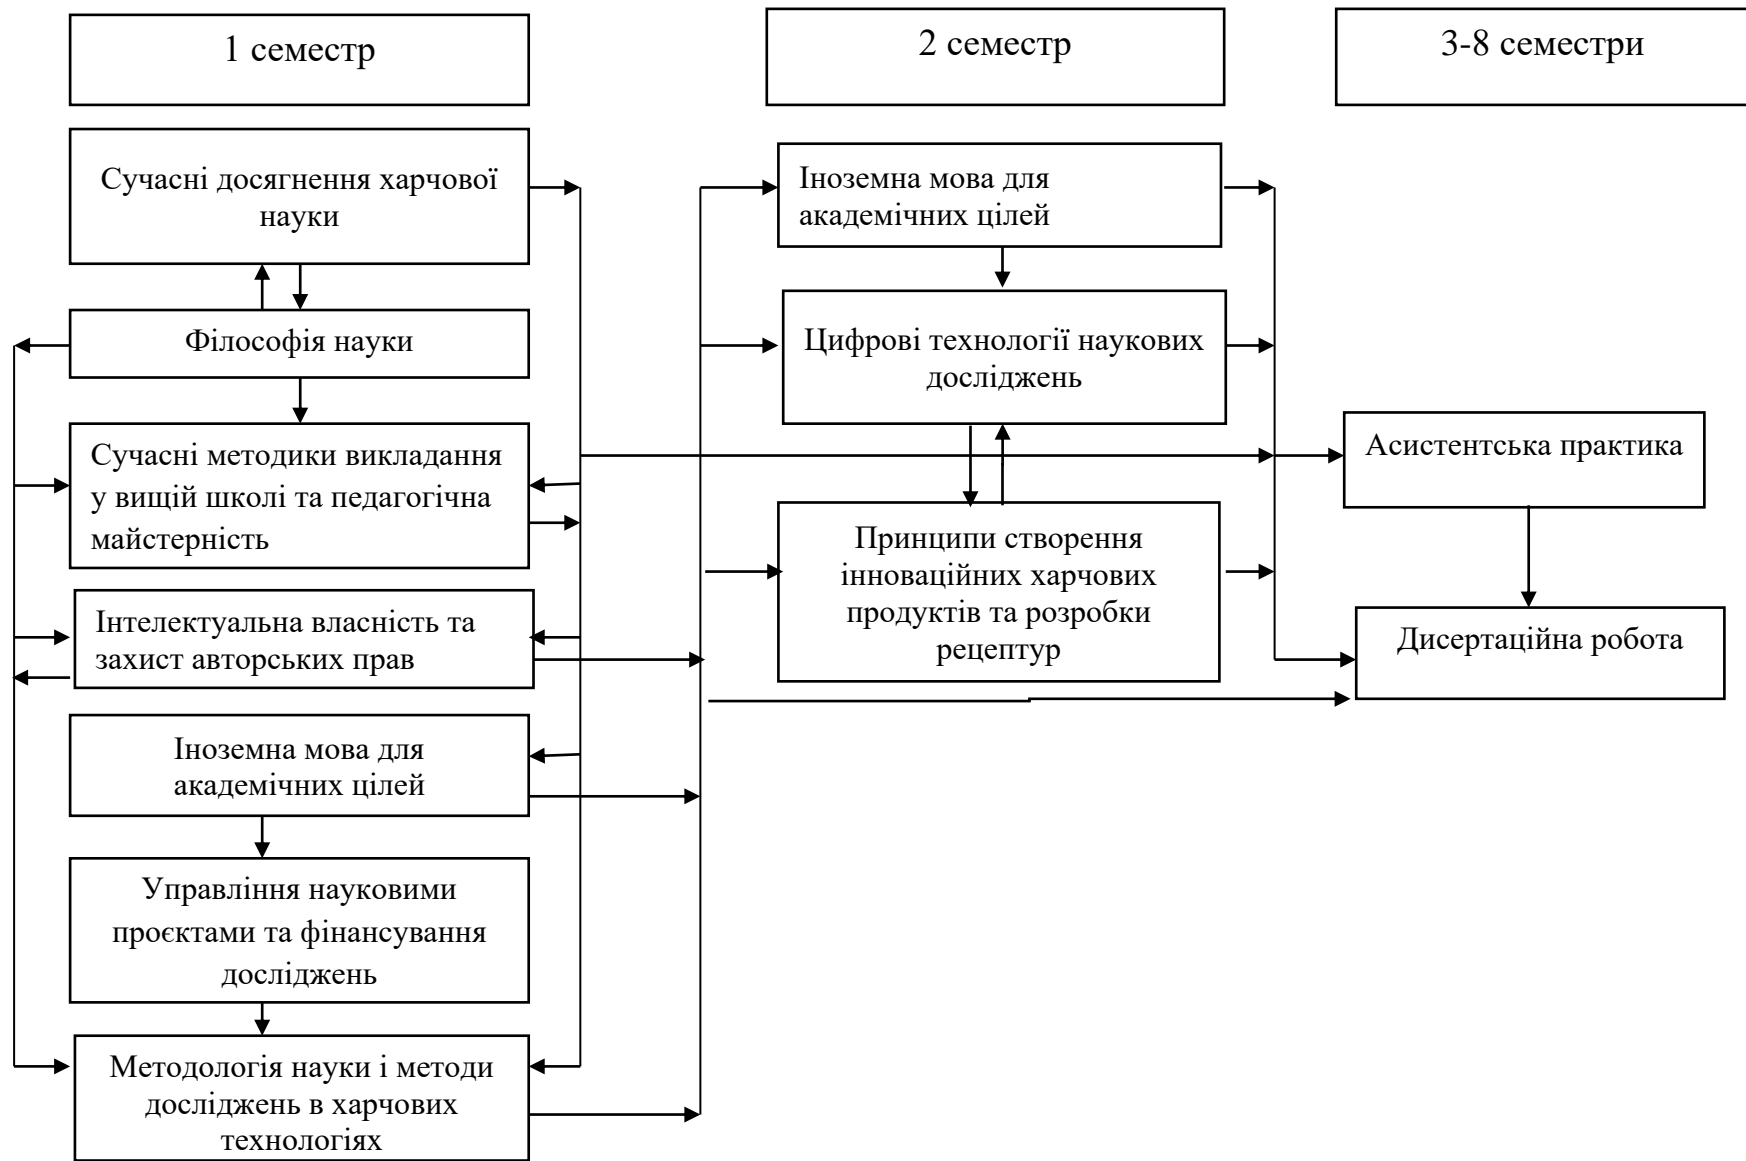 1 семестр
2 семестр
3-8 семестри
Сучасні досягнення харчової
науки
Філософія науки
Сучасні методики викладання
у вищій школі та педагогічна
майстерність
Інтелектуальна власність та
захист авторських прав
Іноземна мова для
академічних цілей
Управління науковими
проєктами та фінансування
досліджень
Методологія науки і методи
досліджень в харчових
технологіях
Іноземна мова для
академічних цілей
Цифрові технології наукових
досліджень
Принципи створення
інноваційних харчових
продуктів та розробки
рецептур
Асистентська практика
Дисертаційна робота